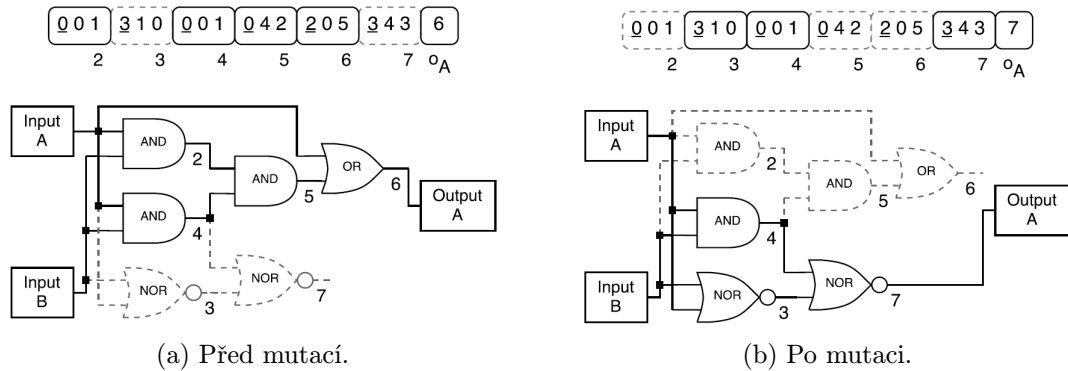 0 0 1 3 1 0 0 0 1 0 4 2 2 0 5 3 4 3 6
2 3 4 5 6 7 oA
Input A
AND
2
AND
5
OR
6
Output A
AND
4
Input B
NOR
3
NOR
7
(a) Před mutací.
0 0 1 3 1 0 0 0 1 0 4 2 2 0 5 3 4 3 7
2 3 4 5 6 7 oA
Input A
AND
2
AND
5
OR
6
Output A
AND
4
Input B
NOR
3
NOR
7
(b) Po mutaci.